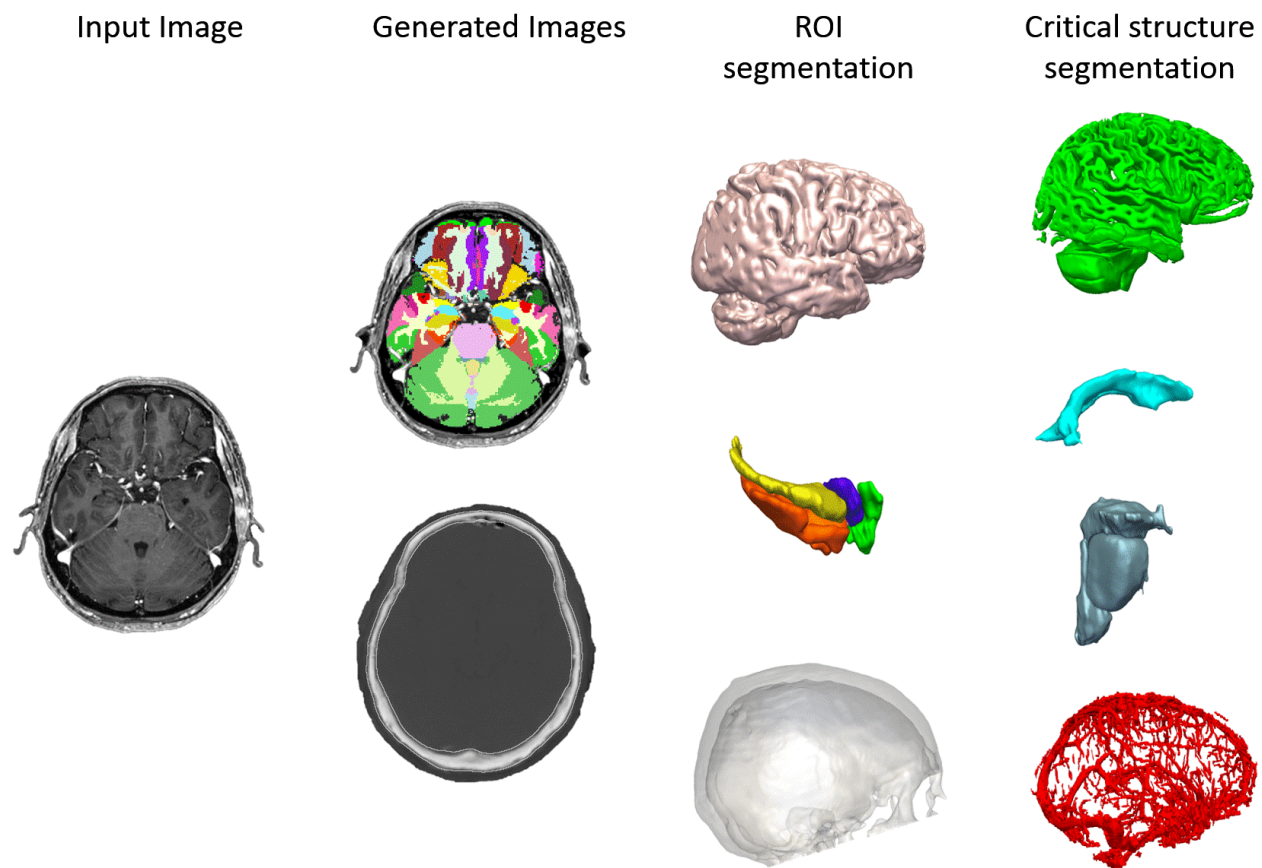 Input Image
Generated Images
ROI
segmentation
Critical structure
segmentation